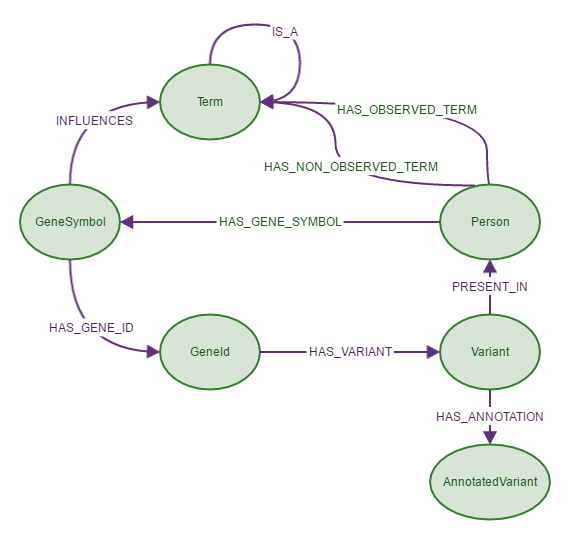 IS_A
Term
HAS_OBSERVED_TERM
INFLUENCES
HAS_NON_OBSERVED_TERM
GeneSymbol
HAS_GENE_SYMBOL
Person
PRESENT_IN
HAS_GENE_ID
GeneId
HAS_VARIANT
Variant
HAS_ANNOTATION
AnnotatedVariant